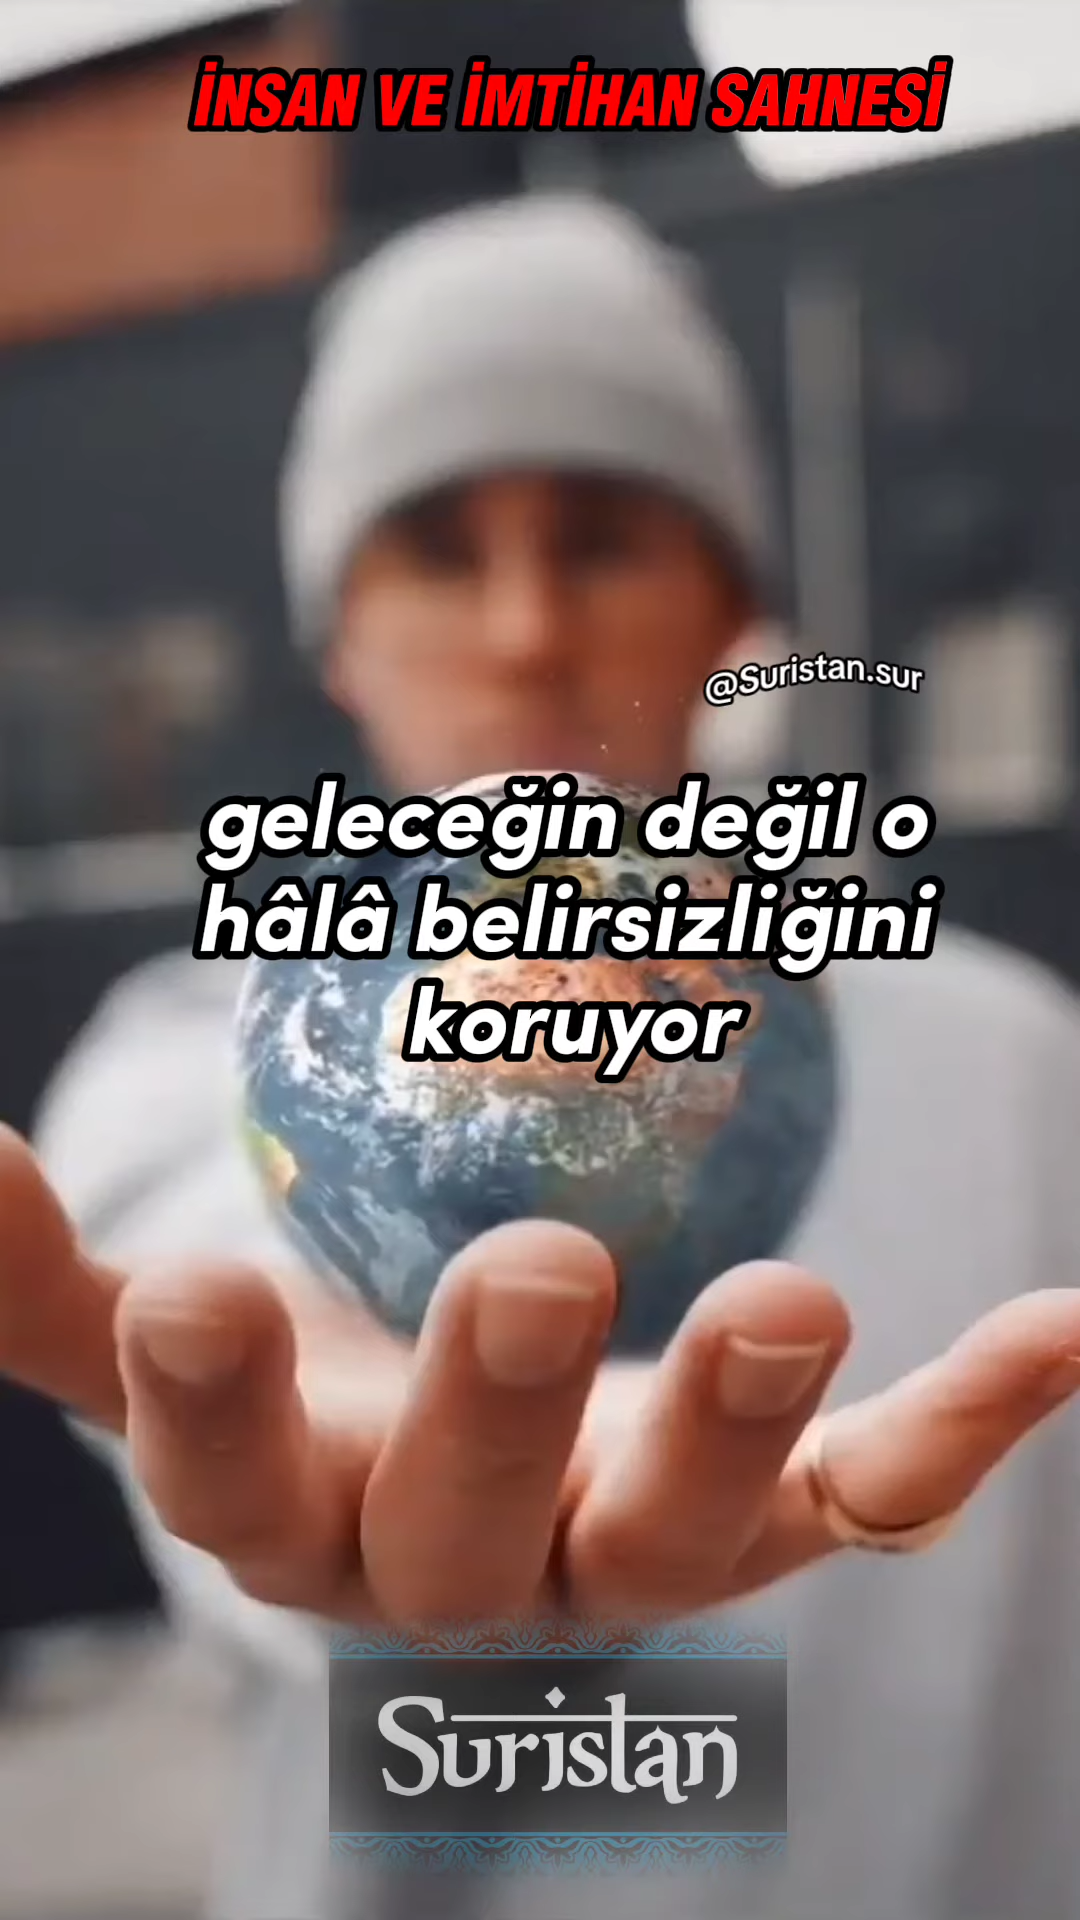 İNSAN VE İMTİHAN SAHNESİ
@Suristan.sur
geleceğin değil o
hâlâ belirsizliğini
koruyor
Suristan